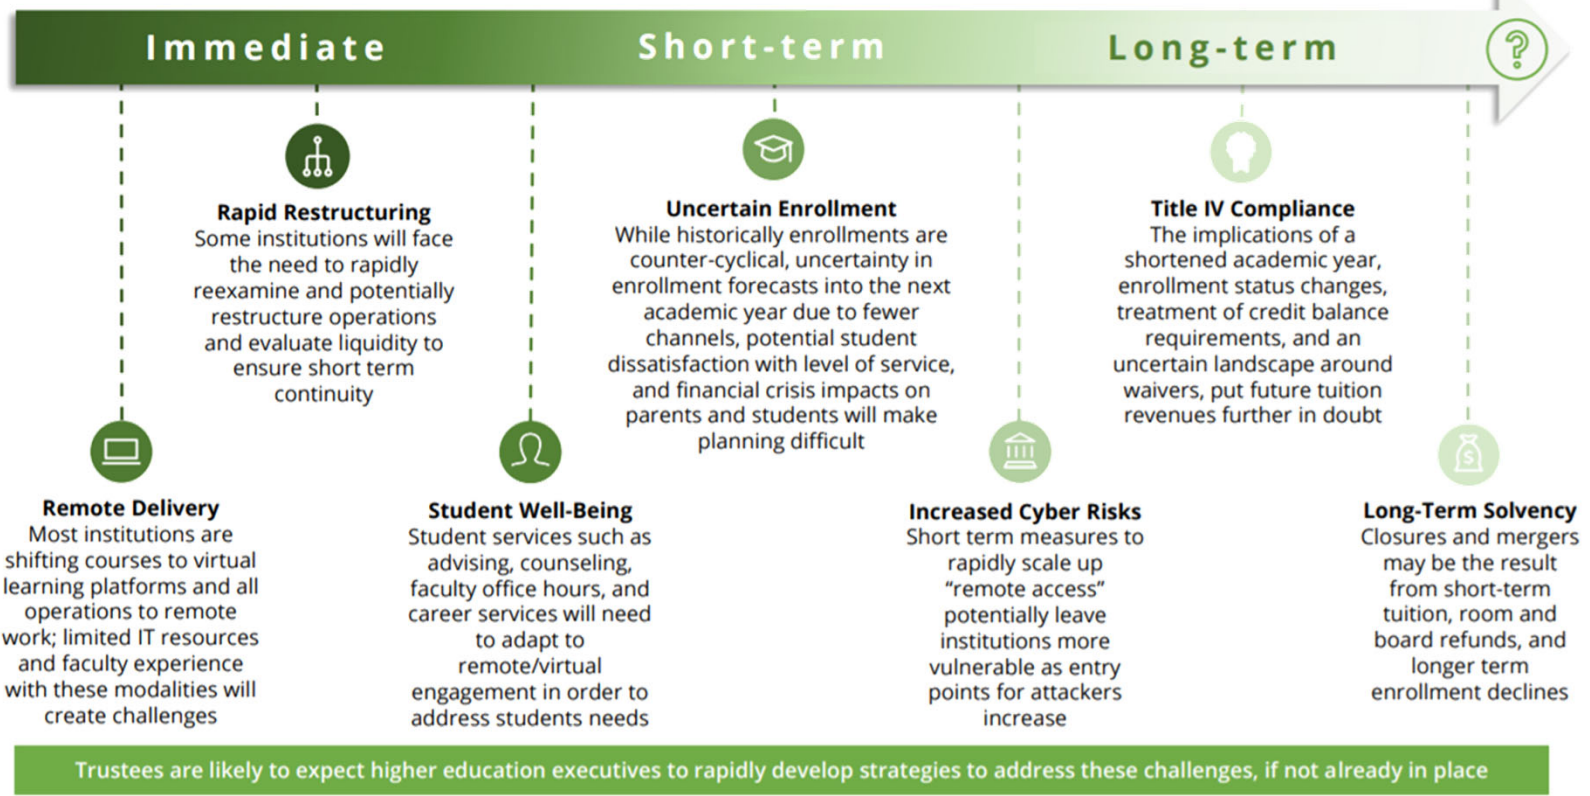 Immediate
Short-term
Long-term
?
Rapid Restructuring
Some institutions will face
the need to rapidly
reexamine and potentially
restructure operations
and evaluate liquidity to
ensure short term
continuity
Uncertain Enrollment
While historically enrollments are
counter-cyclical, uncertainty in
enrollment forecasts into the next
academic year due to fewer
channels, potential student
dissatisfaction with level of service,
and financial crisis impacts on
parents and students will make
planning difficult
Title IV Compliance
The implications of a
shortened academic year,
enrollment status changes,
treatment of credit balance
requirements, and an
uncertain landscape around
waivers, put future tuition
revenues further in doubt
Remote Delivery
Most institutions are
shifting courses to virtual
learning platforms and all
operations to remote
work; limited IT resources
and faculty experience
with these modalities will
create challenges
Student Well-Being
Student services such as
advising, counseling,
faculty office hours, and
career services will need
to adapt to
remote/virtual
engagement in order to
address students needs
Increased Cyber Risks
Short term measures to
rapidly scale up
“remote access”
potentially leave
institutions more
vulnerable as entry
points for attackers
increase
$
Long-Term Solvency
Closures and mergers
may be the result
from short-term
tuition, room and
board refunds, and
longer term
enrollment declines
Trustees are likely to expect higher education executives to rapidly develop strategies to address these challenges, if not already in place